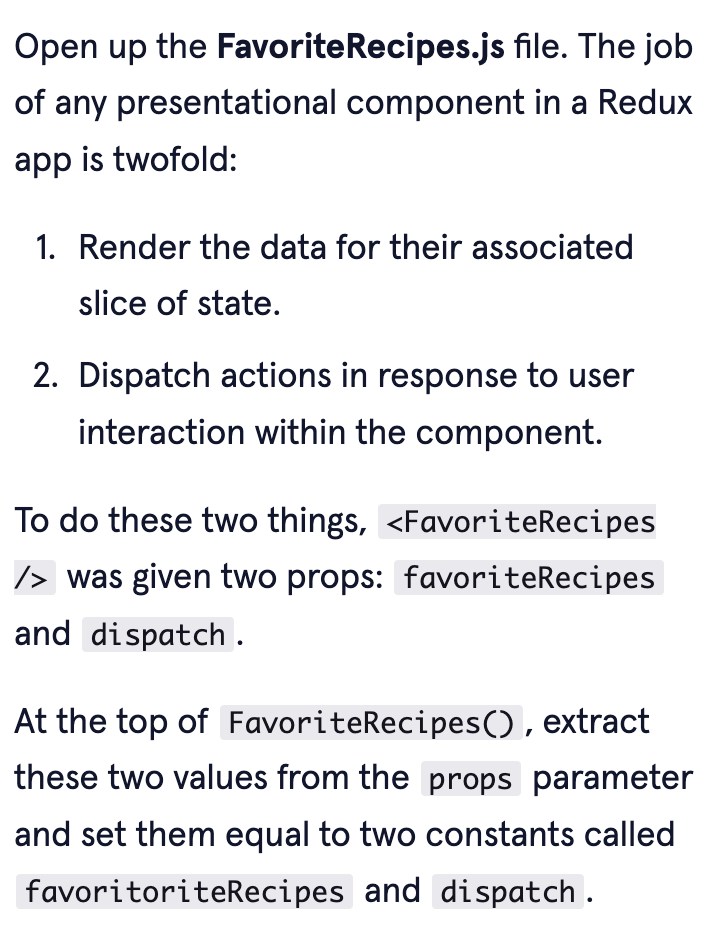 Open up the FavoriteRecipes.js file. The job
of any presentational component in a Redux
app is twofold:
1. Render the data for their associated
slice of state.
2. Dispatch actions in response to user
interaction within the component.
To do these two things, <FavoriteRecipes
/> was given two props: favoriteRecipes
and dispatch.
At the top of FavoriteRecipes(), extract
these two values from the props parameter
and set them equal to two constants called
favoritoriteRecipes and dispatch.